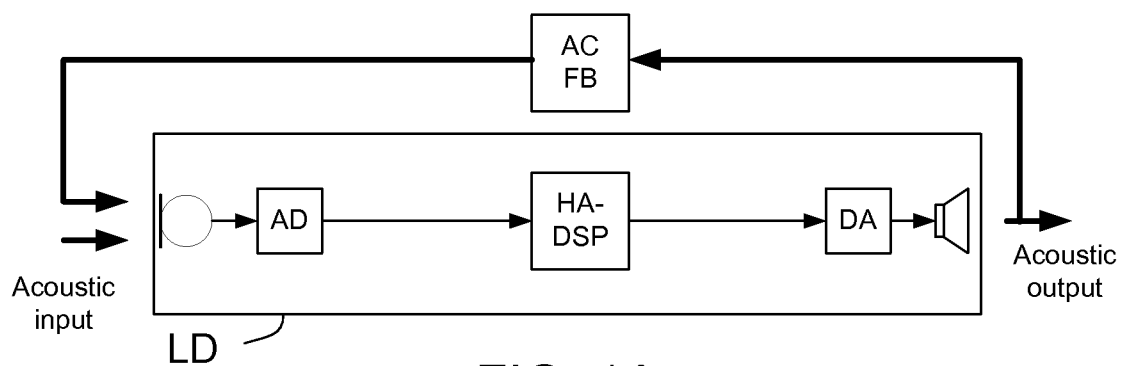 AC
FB
AD
HA-
DSP
DA
Acoustic
input
Acoustic
output
LD